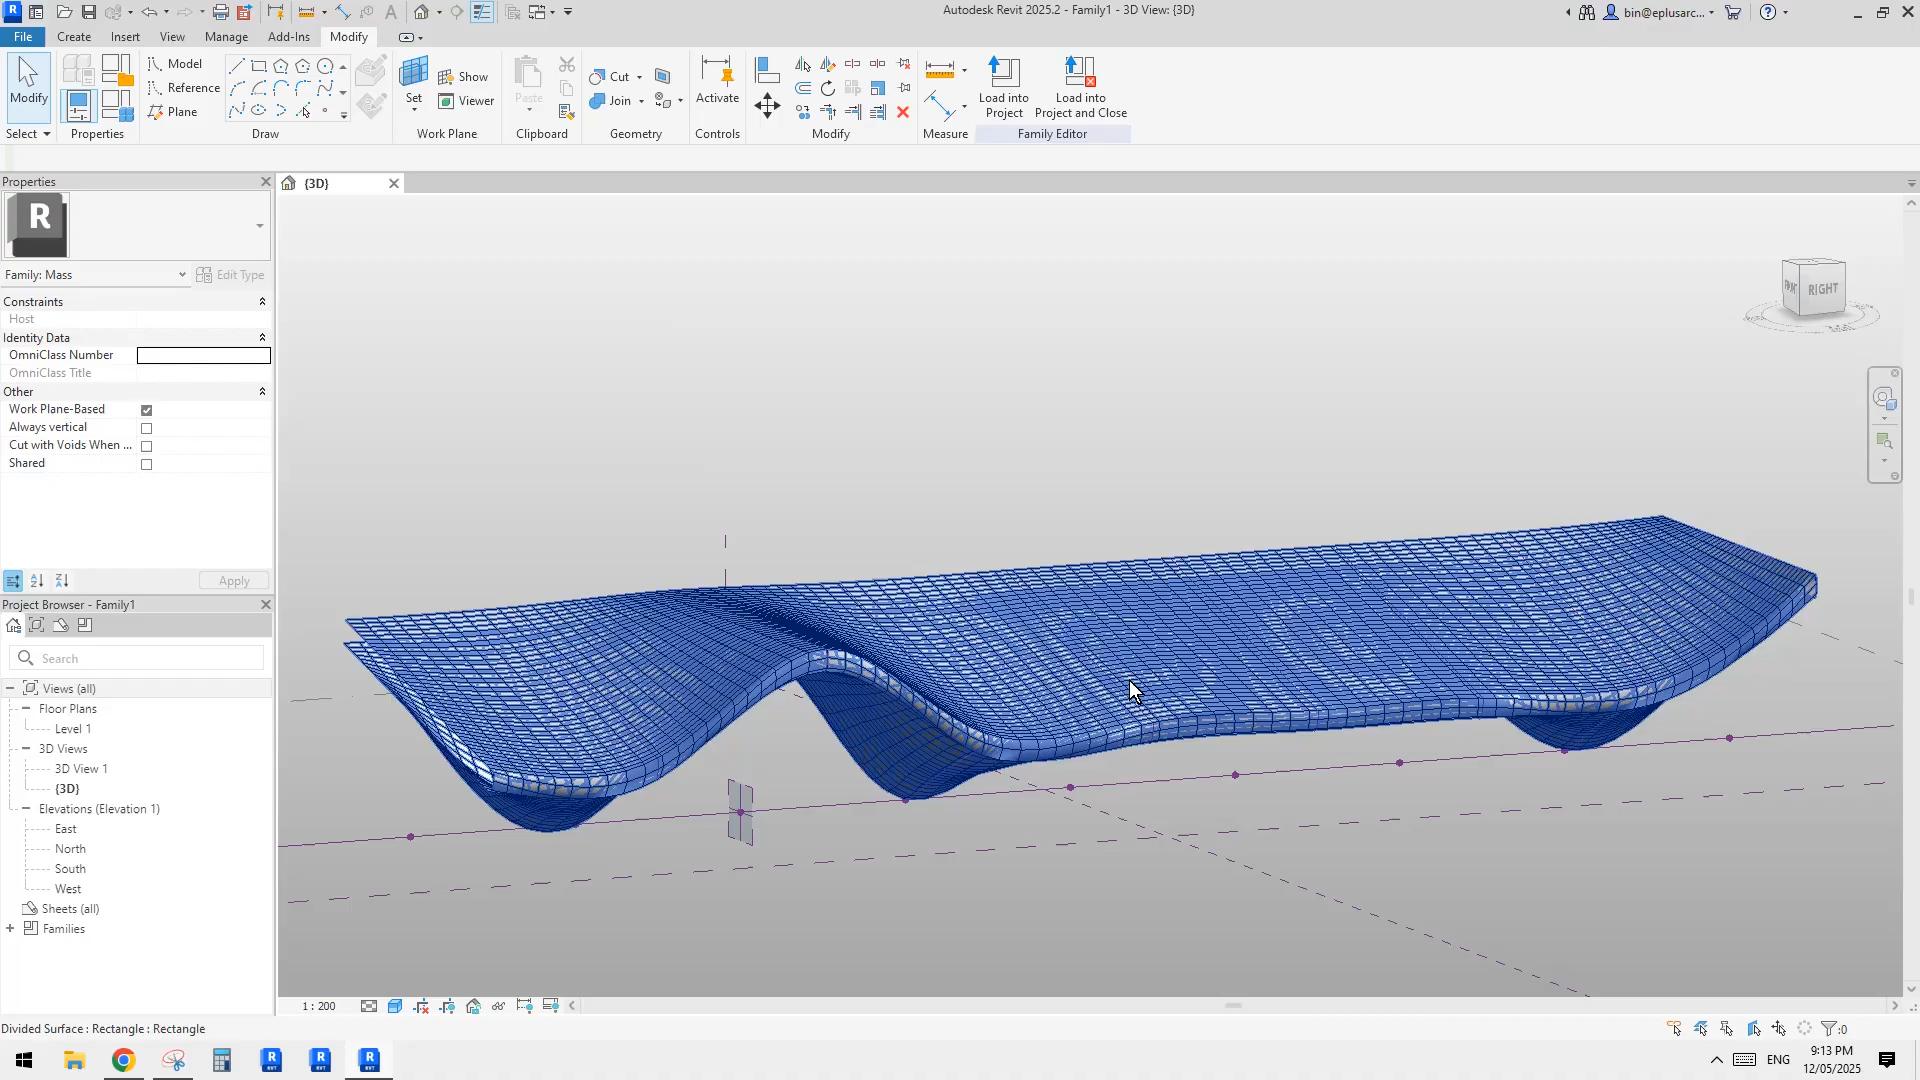 Autodesk Revit 2025.2 - Family1 - 3D View: {3D}
bin@eplusarc...
File Create Insert View Manage Add-Ins Modify
Modify
Select
Properties
Model
Reference
Plane
Draw
Set
Show
Viewer
Work Plane
Paste
Clipboard
Cut
Join
Geometry
Activate
Controls
Modify
Measure
Load into
Project
Load into
Project and Close
Family Editor
Properties
{3D}
R
Family: Mass
Edit Type
Constraints
Host
Identity Data
OmniClass Number
OmniClass Title
Other
Work Plane-Based
Always vertical
Cut with Voids When ...
Shared
Apply
Project Browser - Family1
Search
Views (all)
Floor Plans
Level 1
3D Views
3D View 1
{3D}
Elevations (Elevation 1)
East
North
South
West
Sheets (all)
Families
RIGHT
1 : 200
Divided Surface : Rectangle : Rectangle
:0
ENG
9:13 PM
12/05/2025